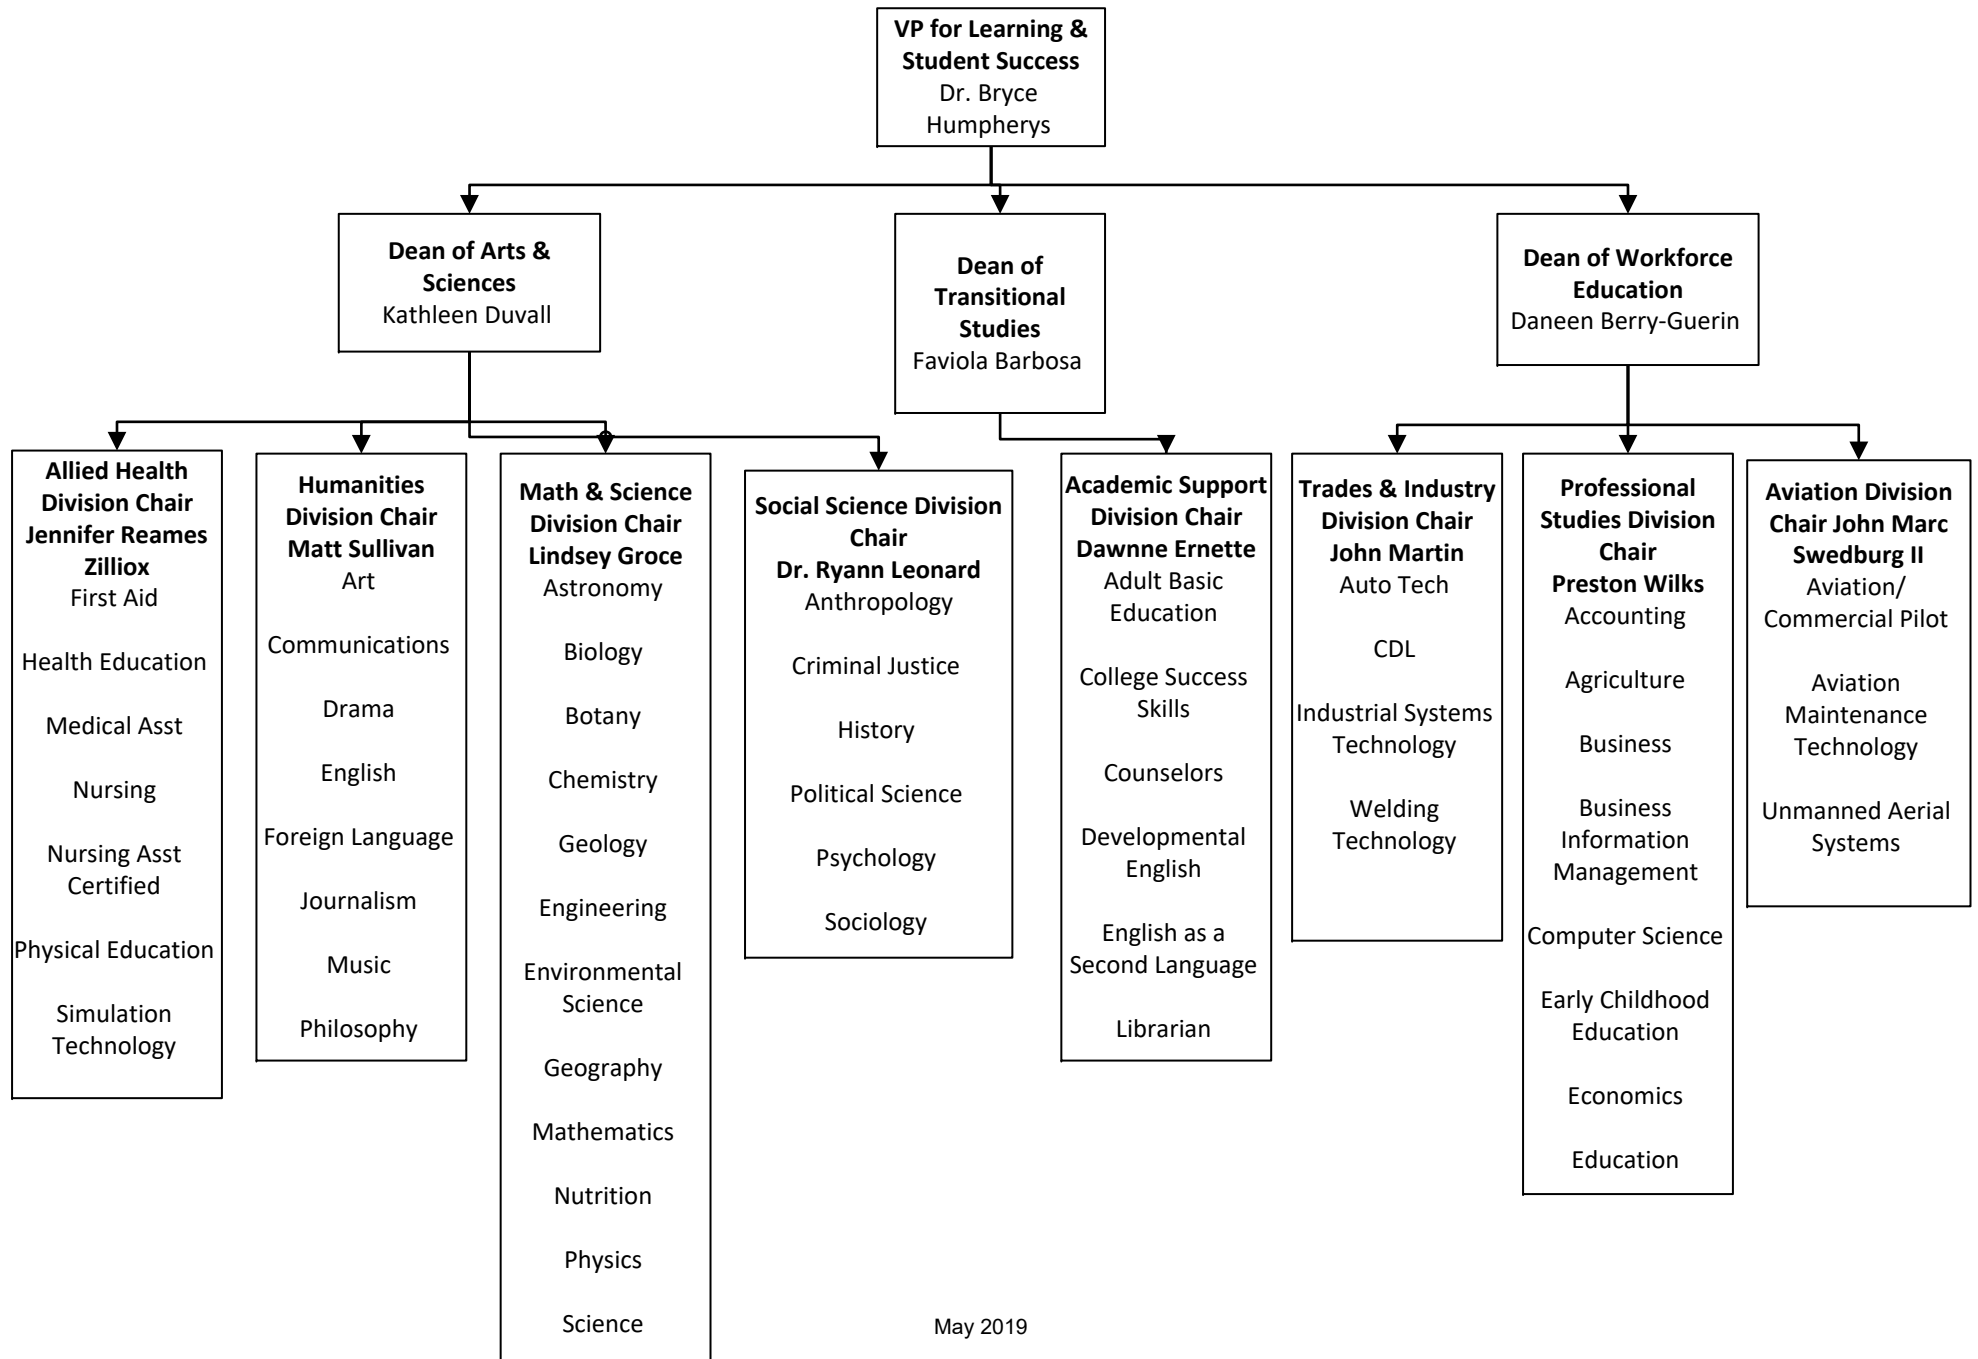 VP for Learning &
Student Success
Dr. Bryce
Humpherys
Dean of Arts &
Sciences
Kathleen Duvall
Dean of
Transitional
Studies
Faviola Barbosa
Dean of Workforce
Education
Daneen Berry-Guerin
Allied Health
Division Chair
Jennifer Reames
Zilliox
First Aid
Health Education
Medical Asst
Nursing
Nursing Asst
Certified
Physical Education
Simulation
Technology
Humanities
Division Chair
Matt Sullivan
Art
Communications
Drama
English
Foreign Language
Journalism
Music
Philosophy
Math & Science
Division Chair
Lindsey Groce
Astronomy
Biology
Botany
Chemistry
Geology
Engineering
Environmental
Science
Geography
Mathematics
Nutrition
Physics
Science
Social Science Division
Chair
Dr. Ryann Leonard
Anthropology
Criminal Justice
History
Political Science
Psychology
Sociology
Academic Support
Division Chair
Dawnne Ernette
Adult Basic
Education
College Success
Skills
Counselors
Developmental
English
English as a
Second Language
Librarian
Trades & Industry
Division Chair
John Martin
Auto Tech
CDL
Industrial Systems
Technology
Welding
Technology
Professional
Studies Division
Chair
Preston Wilks
Accounting
Agriculture
Business
Business
Information
Management
Computer Science
Early Childhood
Education
Economics
Education
Aviation Division
Chair John Marc
Swedburg II
Aviation/
Commercial Pilot
Aviation
Maintenance
Technology
Unmanned Aerial
Systems
May 2019